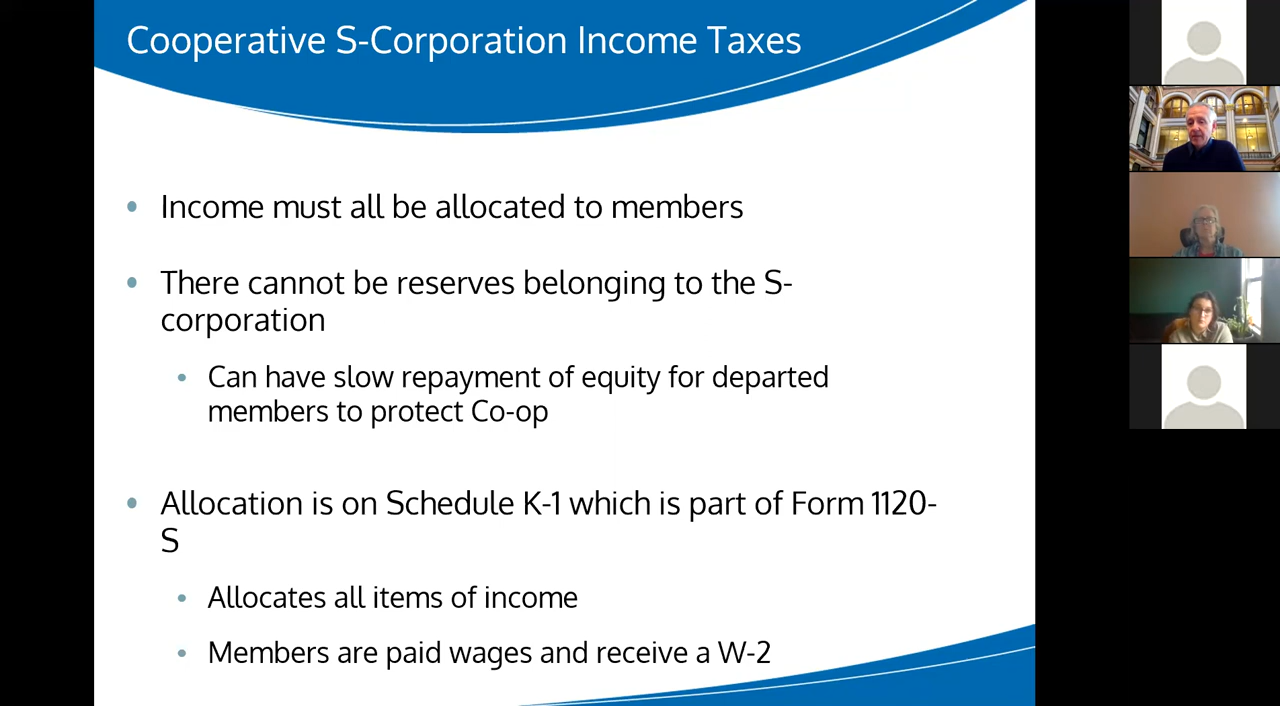 Cooperative S-Corporation Income Taxes
• Income must all be allocated to members
• There cannot be reserves belonging to the S-
corporation
• Can have slow repayment of equity for departed
members to protect Co-op
• Allocation is on Schedule K-1 which is part of Form 1120-
S
• Allocates all items of income
• Members are paid wages and receive a W-2